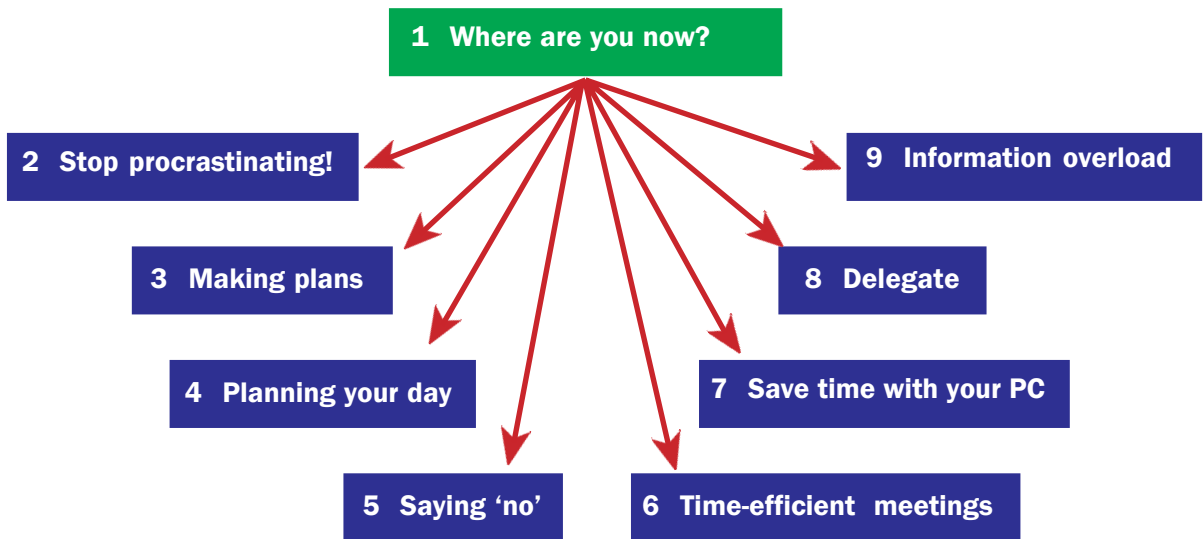 1 Where are you now?
2 Stop procrastinating!
3 Making plans
4 Planning your day
5 Saying ‘no’
6 Time-efficient meetings
7 Save time with your PC
8 Delegate
9 Information overload